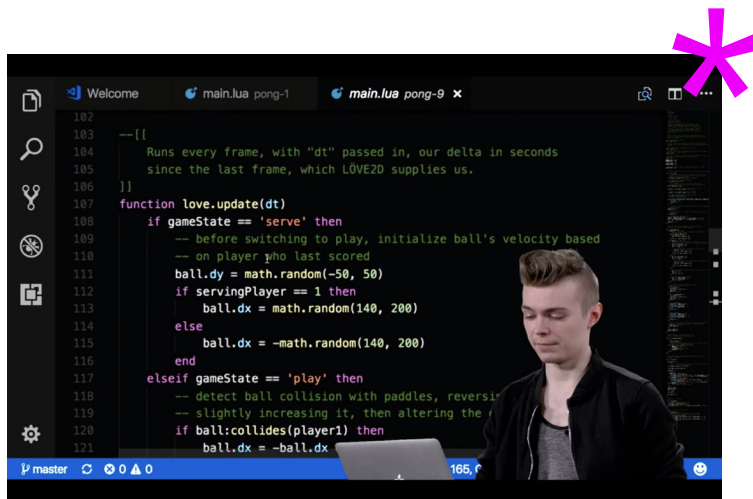 Welcome
main.lua pong-1
main.lua pong-9
102
103 --[[
104 Runs every frame, with "dt" passed in, our delta in seconds
105 since the last frame, which LÖVE2D supplies us.
106 ]]
107 function love.update(dt)
108 if gameState == 'serve' then
109 -- before switching to play, initialize ball's velocity based
110 -- on player who last scored
111 ball.dy = math.random(-50, 50)
112 if servingPlayer == 1 then
113 ball.dx = math.random(140, 200)
114 else
115 ball.dx = -math.random(140, 200)
116 end
117 elseif gameState == 'play' then
118 -- detect ball collision with paddles,
119 -- slightly increasing it, then altering the
120 if ball:collides(player1) then
121 ball.dx = -ball.dx
master 0 0 165,